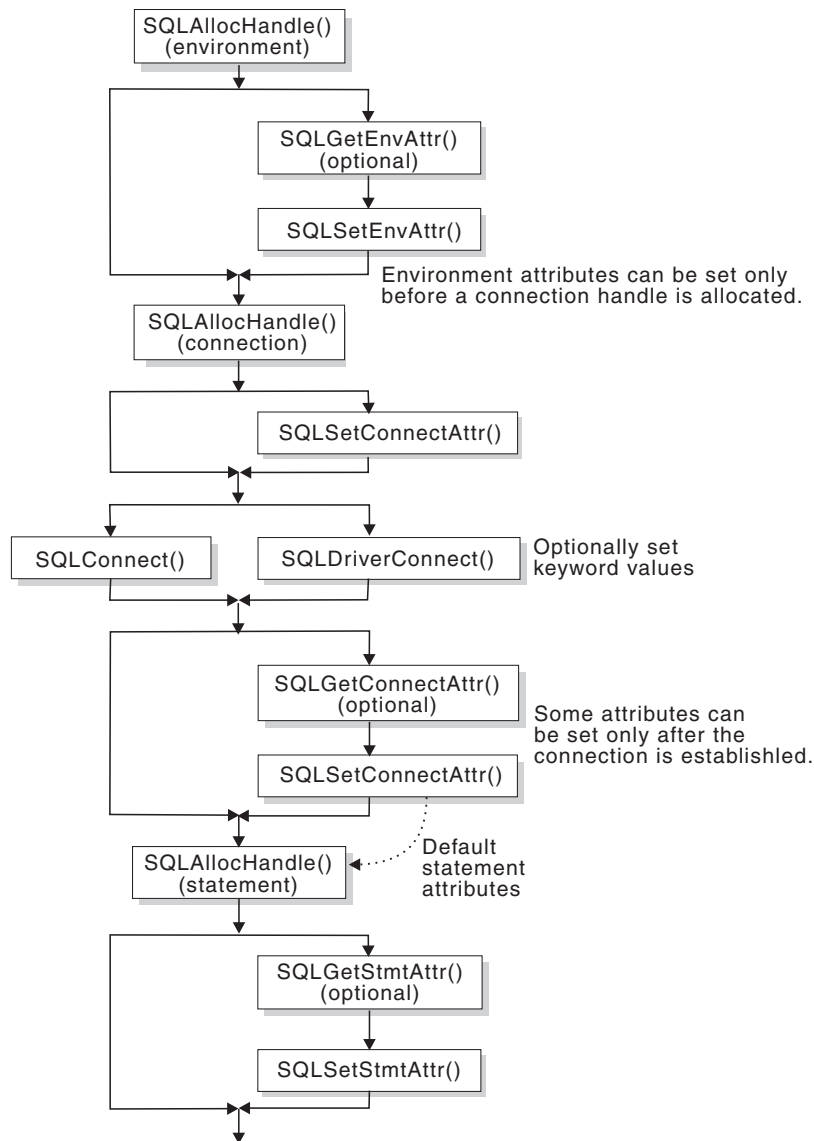 SQLAllocHandle()
(environment)
SQLGetEnvAttr()
(optional)
SQLSetEnvAttr()
Environment attributes can be set only
before a connection handle is allocated.
SQLAllocHandle()
(connection)
SQLSetConnectAttr()
SQLConnect()
SQLDriverConnect()
Optionally set
keyword values
SQLGetConnectAttr()
(optional)
Some attributes can
be set only after the
connection is establishled.
SQLSetConnectAttr()
Default
statement
attributes
SQLAllocHandle()
(statement)
SQLGetStmtAttr()
(optional)
SQLSetStmtAttr()